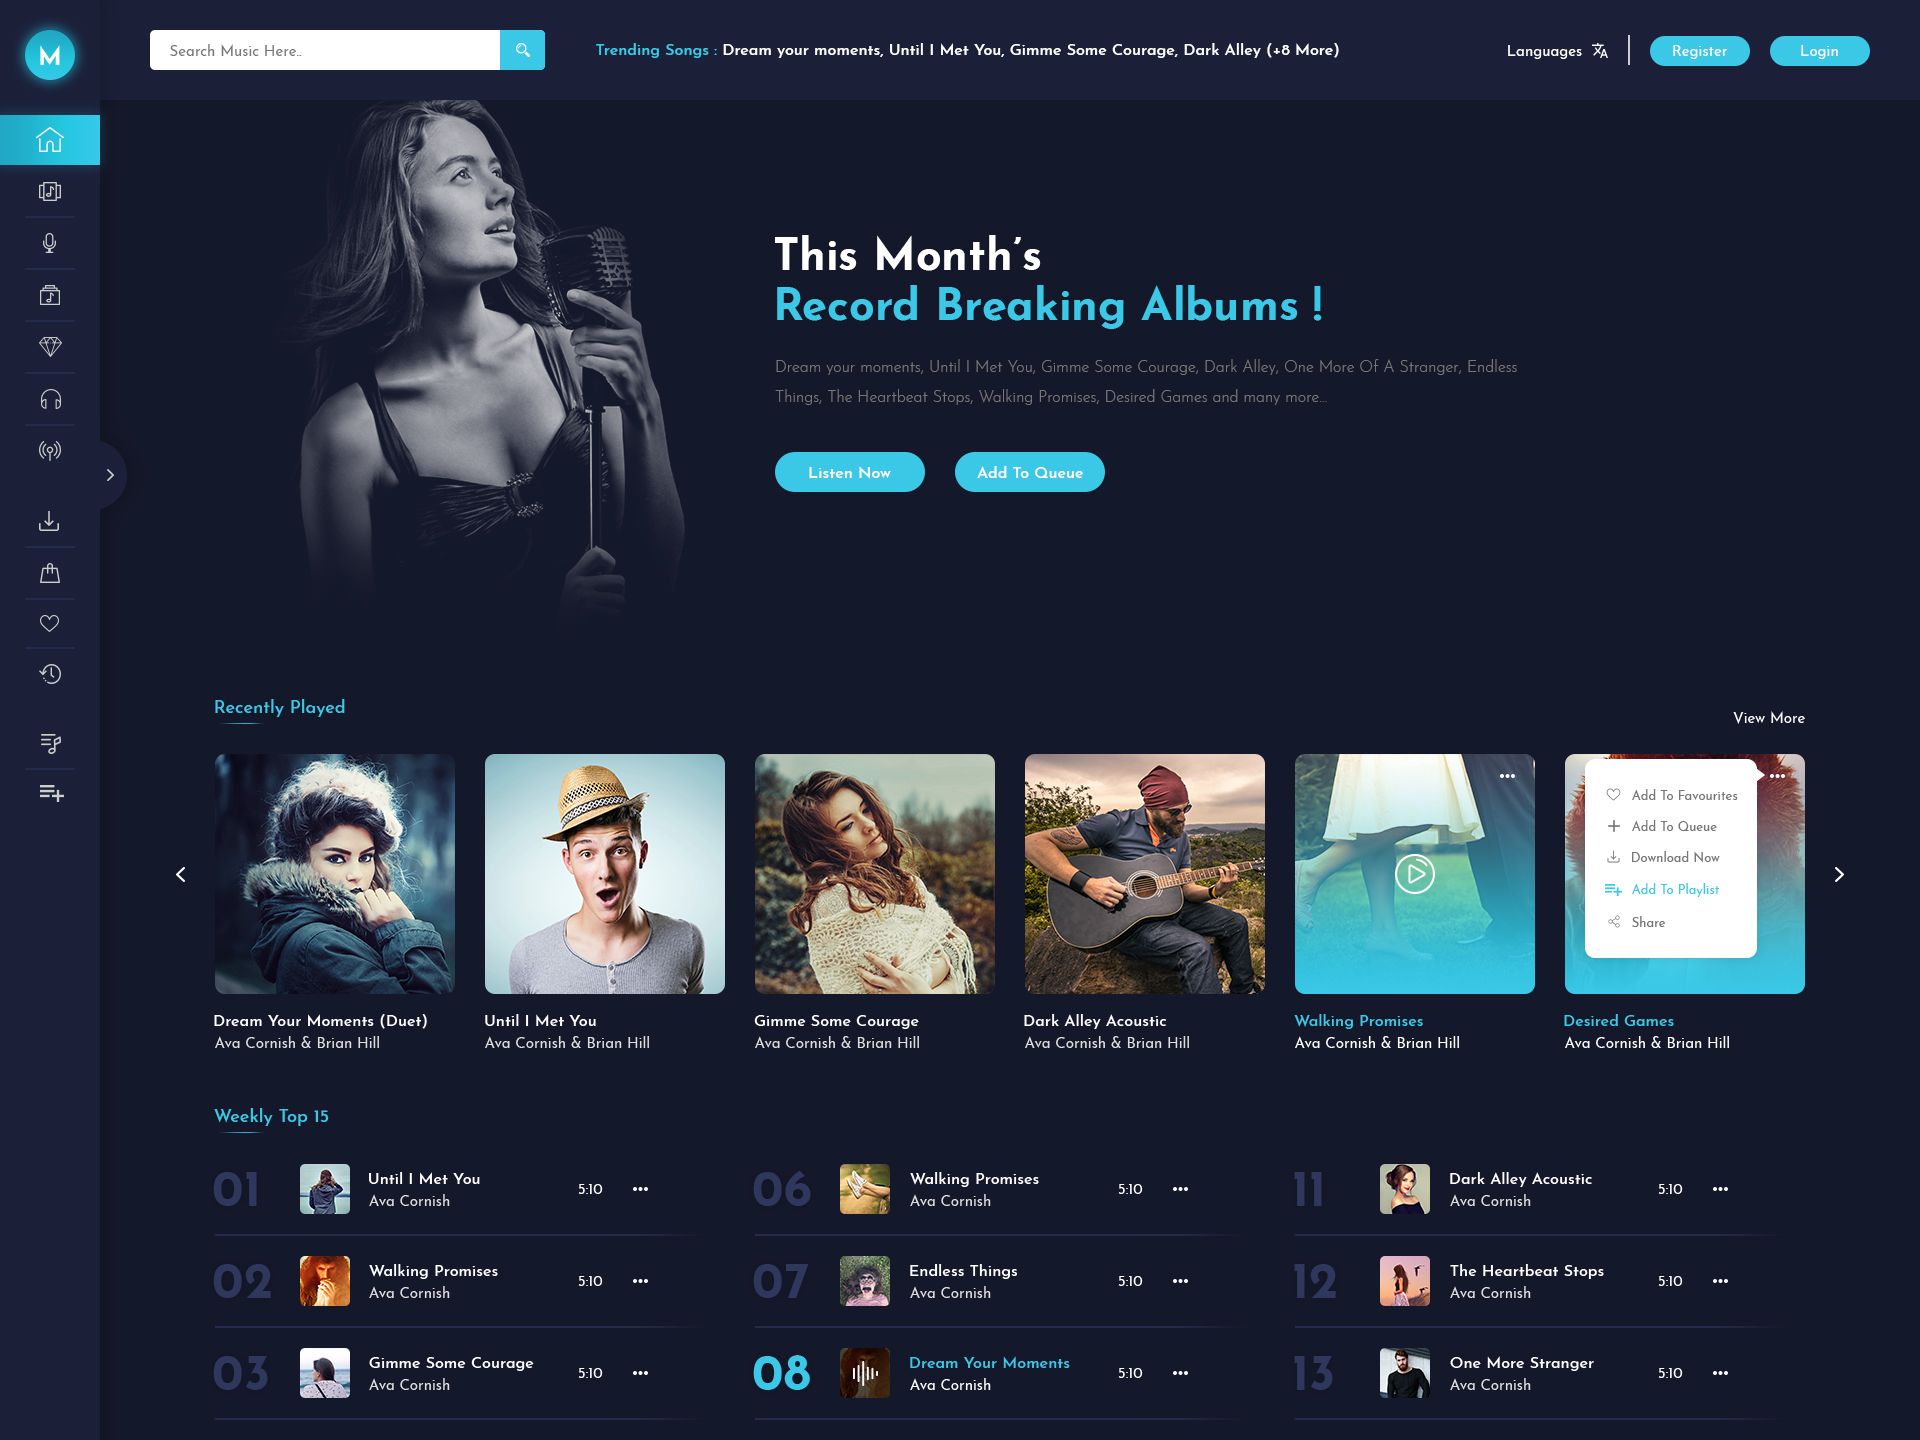 M
Search Music Here..
Trending Songs : Dream your moments, Until I Met You, Gimme Some Courage, Dark Alley (+8 More)
Languages
Register
Login
This Month's
Record Breaking Albums !
Dream your moments, Until I Met You, Gimme Some Courage, Dark Alley, One More Of A Stranger, Endless
Things, The Heartbeat Stops, Walking Promises, Desired Games and many more...
Listen Now
Add To Queue
Recently Played
View More
Add To Favourites
Add To Queue
Download Now
Add To Playlist
Share
Dream Your Moments (Duet)
Ava Cornish & Brian Hill
Until I Met You
Ava Cornish & Brian Hill
Gimme Some Courage
Ava Cornish & Brian Hill
Dark Alley Acoustic
Ava Cornish & Brian Hill
Walking Promises
Ava Cornish & Brian Hill
Desired Games
Ava Cornish & Brian Hill
Weekly Top 15
01
Until I Met You
Ava Cornish
5:10
02
Walking Promises
Ava Cornish
5:10
03
Gimme Some Courage
Ava Cornish
5:10
06
Walking Promises
Ava Cornish
5:10
07
Endless Things
Ava Cornish
5:10
08
Dream Your Moments
Ava Cornish
5:10
11
Dark Alley Acoustic
Ava Cornish
5:10
12
The Heartbeat Stops
Ava Cornish
5:10
13
One More Stranger
Ava Cornish
5:10